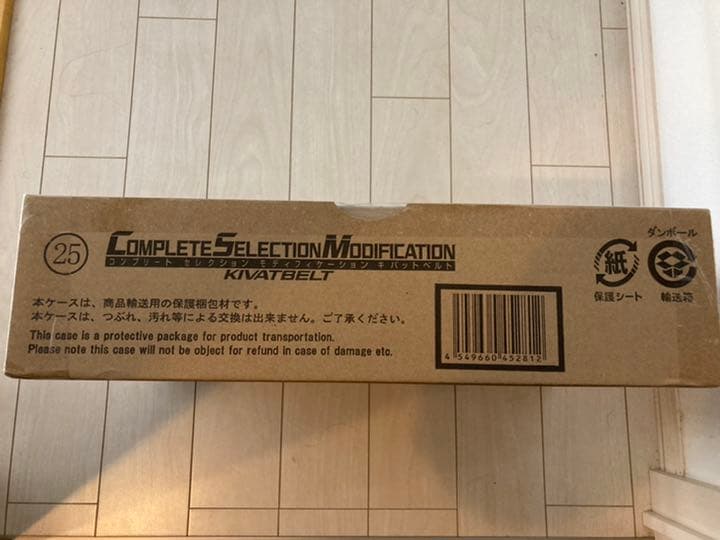 25
COMPLETE SELECTION MODIFICATION
コンプリート セレクション モディフィケーション キバットベルト
KIVATBELT
本ケースは、商品輸送用の保護梱包材です。
本ケースは、つぶれ、汚れ等による交換は出来ません。ご了承ください。
This case is a protective package for product transportation.
Please note this case will not be object for refund in case of damage etc.
4 549660 452812
紙
保護シート
ダンボール
輸送箱